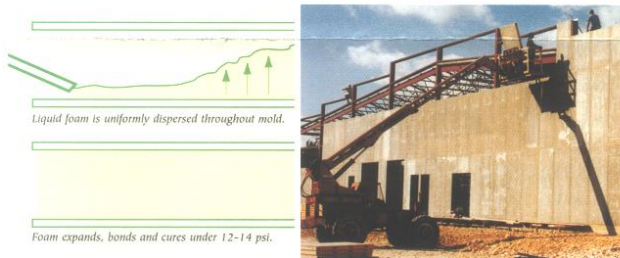 Liquid foam is uniformly dispersed throughout mold.
Foam expands, bonds and cures under 12-14 psi.